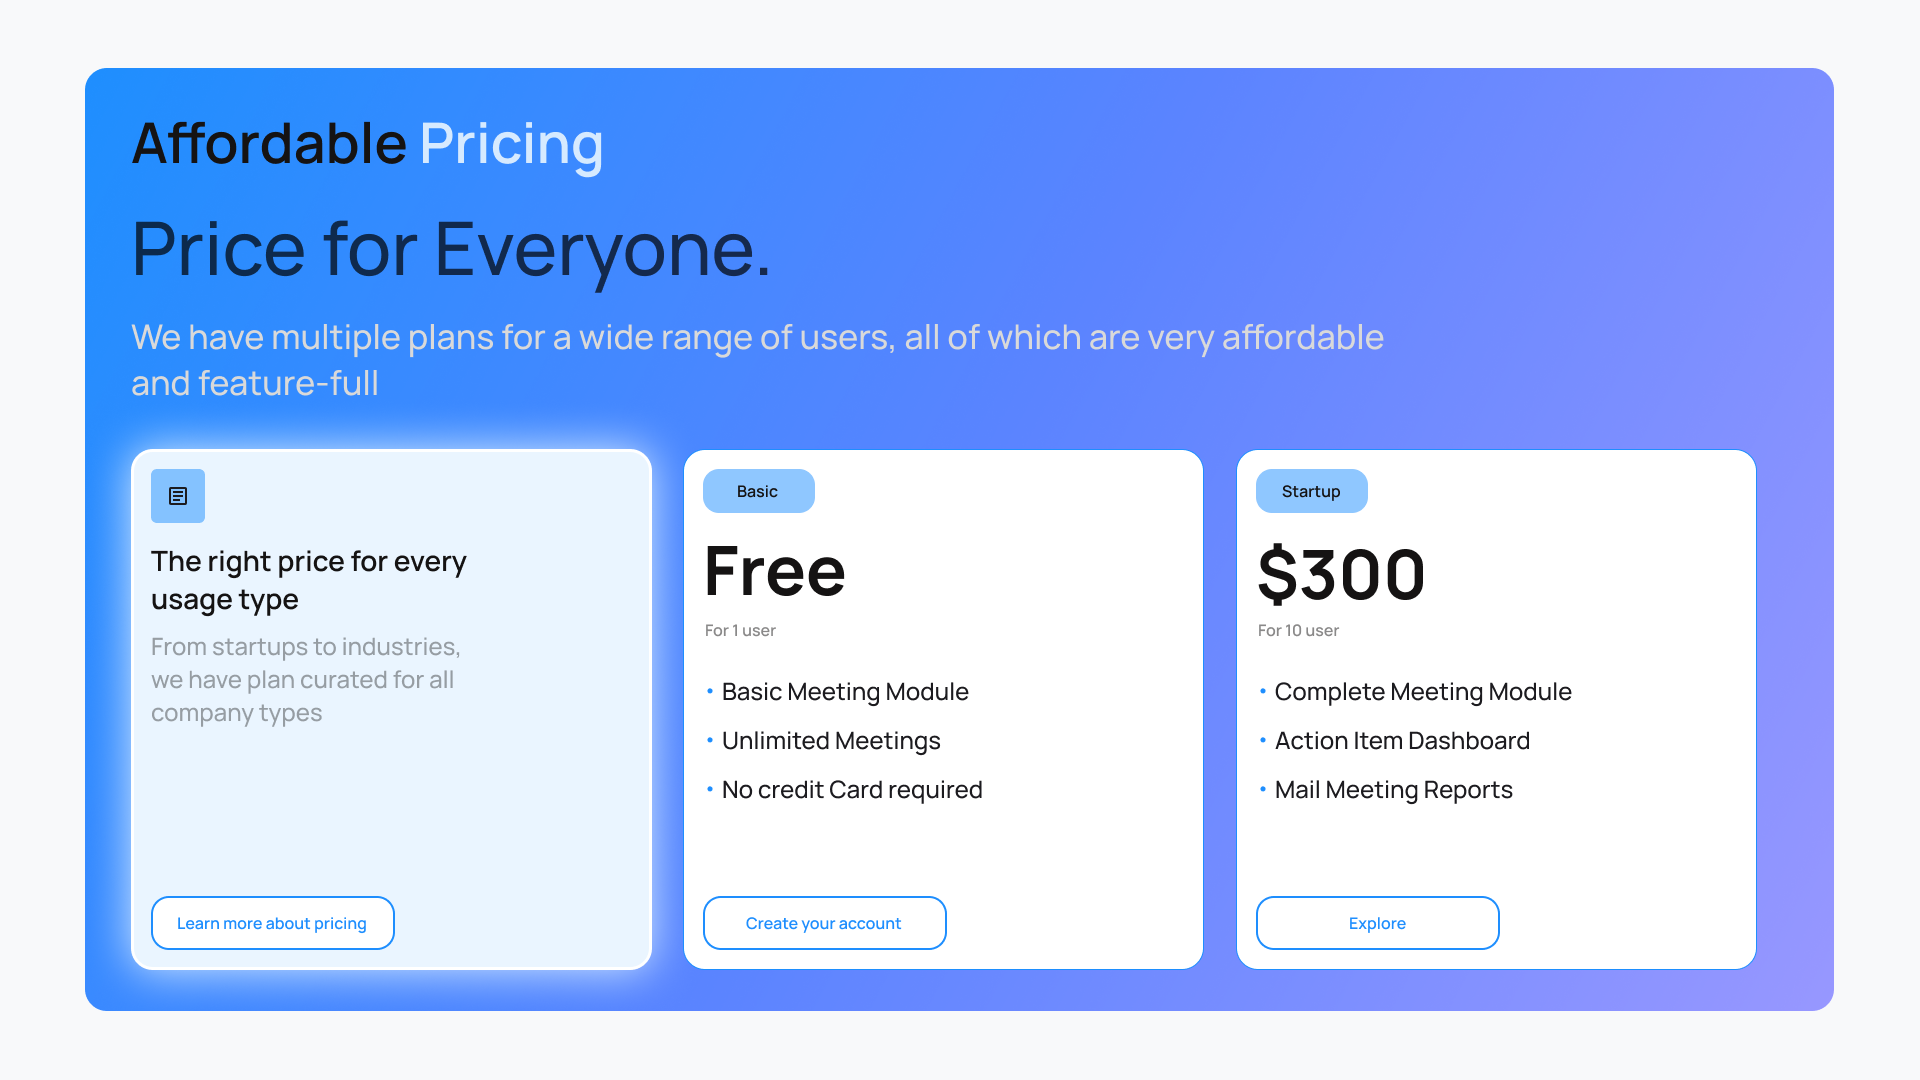 Affordable Pricing
Price for Everyone.
We have multiple plans for a wide range of users, all of which are very affordable
and feature-full
The right price for every
usage type
From startups to industries,
we have plan curated for all
company types
Learn more about pricing
Basic
Free
For 1 user
• Basic Meeting Module
• Unlimited Meetings
• No credit Card required
Create your account
Startup
$300
For 10 user
• Complete Meeting Module
• Action Item Dashboard
• Mail Meeting Reports
Explore